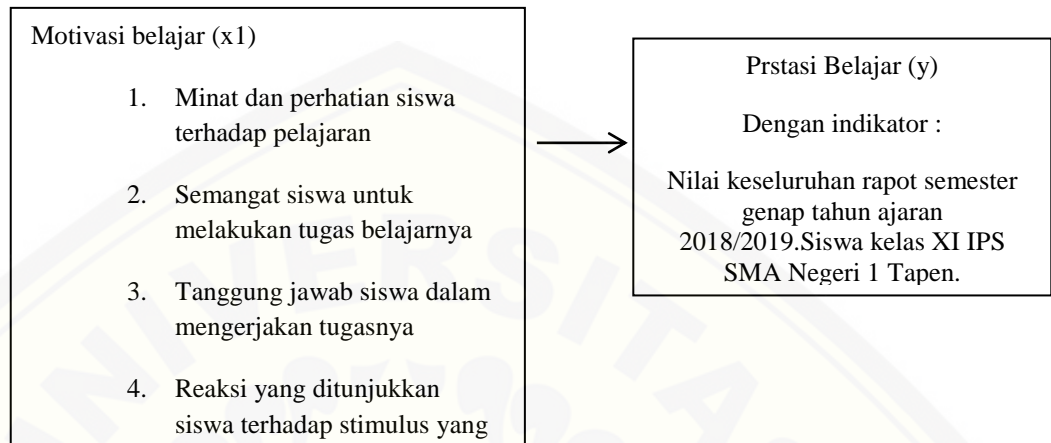 Motivasi belajar (x1)
1. Minat dan perhatian siswa
terhadap pelajaran
2. Semangat siswa untuk
melakukan tugas belajarnya
3. Tanggung jawab siswa dalam
mengerjakan tugasnya
4. Reaksi yang ditunjukkan
siswa terhadap stimulus yang
Prstasi Belajar (y)
Dengan indikator :
Nilai keseluruhan rapot semester
genap tahun ajaran
2018/2019.Siswa kelas XI IPS
SMA Negeri 1 Tapen.